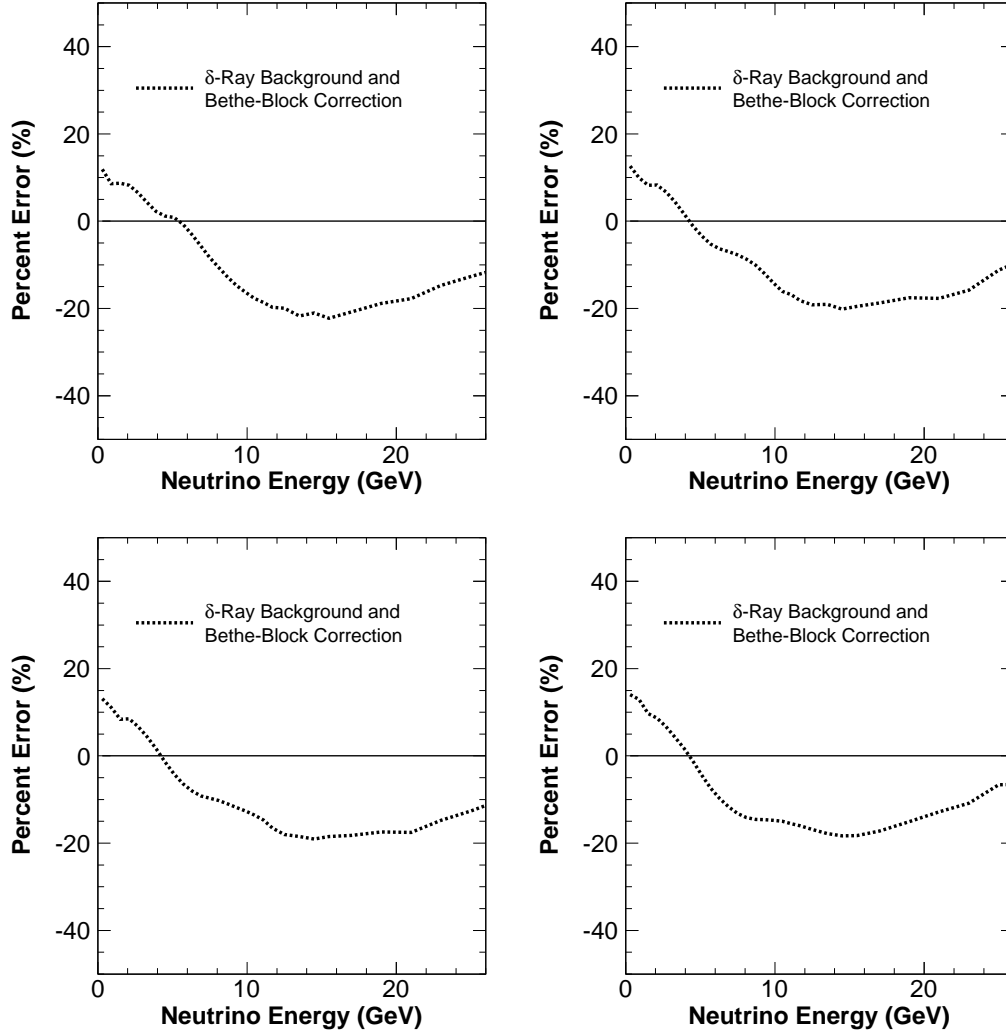 40
20
0
-20
-40
Percent Error (%)
δ-Ray Background and
Bethe-Block Correction
0 10 20
Neutrino Energy (GeV)
40
20
0
-20
-40
Percent Error (%)
δ-Ray Background and
Bethe-Block Correction
0 10 20
Neutrino Energy (GeV)
40
20
0
-20
-40
Percent Error (%)
δ-Ray Background and
Bethe-Block Correction
0 10 20
Neutrino Energy (GeV)
40
20
0
-20
-40
Percent Error (%)
δ-Ray Background and
Bethe-Block Correction
0 10 20
Neutrino Energy (GeV)